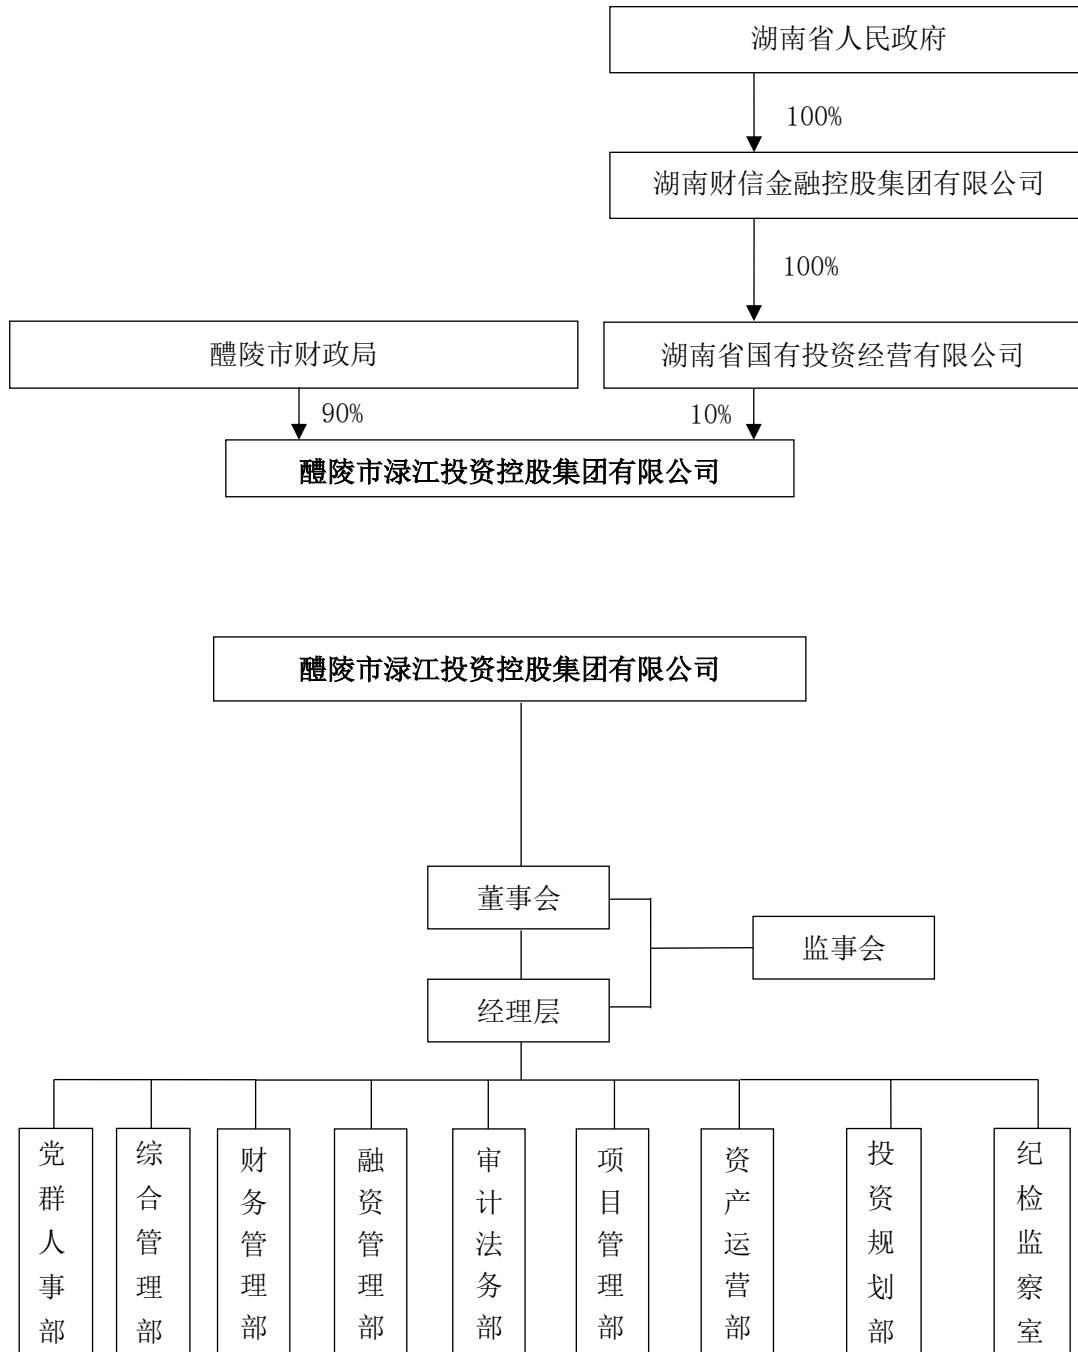 湖南省人民政府
100%
湖南财信金融控股集团有限公司
100%
醴陵市财政局
湖南省国有投资经营有限公司
90%
10%
醴陵市渌江投资控股集团有限公司
醴陵市渌江投资控股集团有限公司
董事会
监事会
经理层
党群人事部
综合管理部
财务管理部
融资管理部
审计法务部
项目管理部
资产运营部
投资规划部
纪检监察室